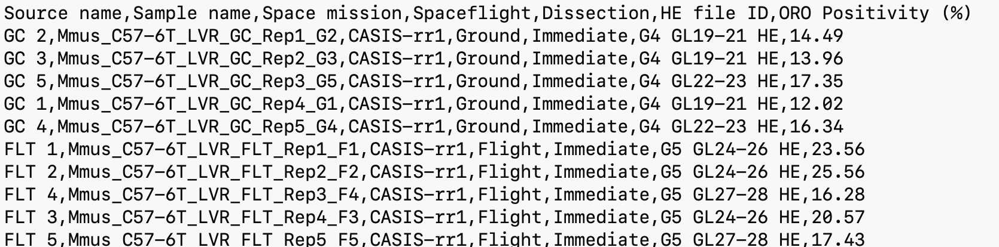 Source name,Sample name,Space mission,Spaceflight,Dissection,HE file ID,ORO Positivity (%)
GC 2,Mmus_C57-6T_LVR_GC_Rep1_G2,CASIS-rr1,Ground,Immediate,G4 GL19-21 HE,14.49
GC 3,Mmus_C57-6T_LVR_GC_Rep2_G3,CASIS-rr1,Ground,Immediate,G4 GL19-21 HE,13.96
GC 5,Mmus_C57-6T_LVR_GC_Rep3_G5,CASIS-rr1,Ground,Immediate,G4 GL22-23 HE,17.35
GC 1,Mmus_C57-6T_LVR_GC_Rep4_G1,CASIS-rr1,Ground,Immediate,G4 GL19-21 HE,12.02
GC 4,Mmus_C57-6T_LVR_GC_Rep5_G4,CASIS-rr1,Ground,Immediate,G4 GL22-23 HE,16.34
FLT 1,Mmus_C57-6T_LVR_FLT_Rep1_F1,CASIS-rr1,Flight,Immediate,G5 GL24-26 HE,23.56
FLT 2,Mmus_C57-6T_LVR_FLT_Rep2_F2,CASIS-rr1,Flight,Immediate,G5 GL24-26 HE,25.56
FLT 4,Mmus_C57-6T_LVR_FLT_Rep3_F4,CASIS-rr1,Flight,Immediate,G5 GL27-28 HE,16.28
FLT 3,Mmus_C57-6T_LVR_FLT_Rep4_F3,CASIS-rr1,Flight,Immediate,G5 GL24-26 HE,20.57
FLT 5,Mmus_C57-6T_LVR_FLT_Rep5_F5,CASIS-rr1,Flight,Immediate,G5 GL27-28 HE,17.43